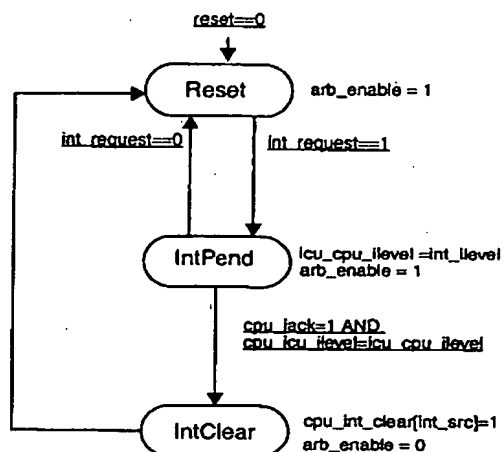 reset==0
Reset
arb_enable = 1
int_request==0
int_request==1
IntPend
icu_cpu_ilevel =int_ilevel
arb_enable = 1
cpu_iack=1 AND
cpu_icu_ilevel=icu_cpu_ilevel
IntClear
cpu_int_clear[int_src]=1
arb_enable = 0